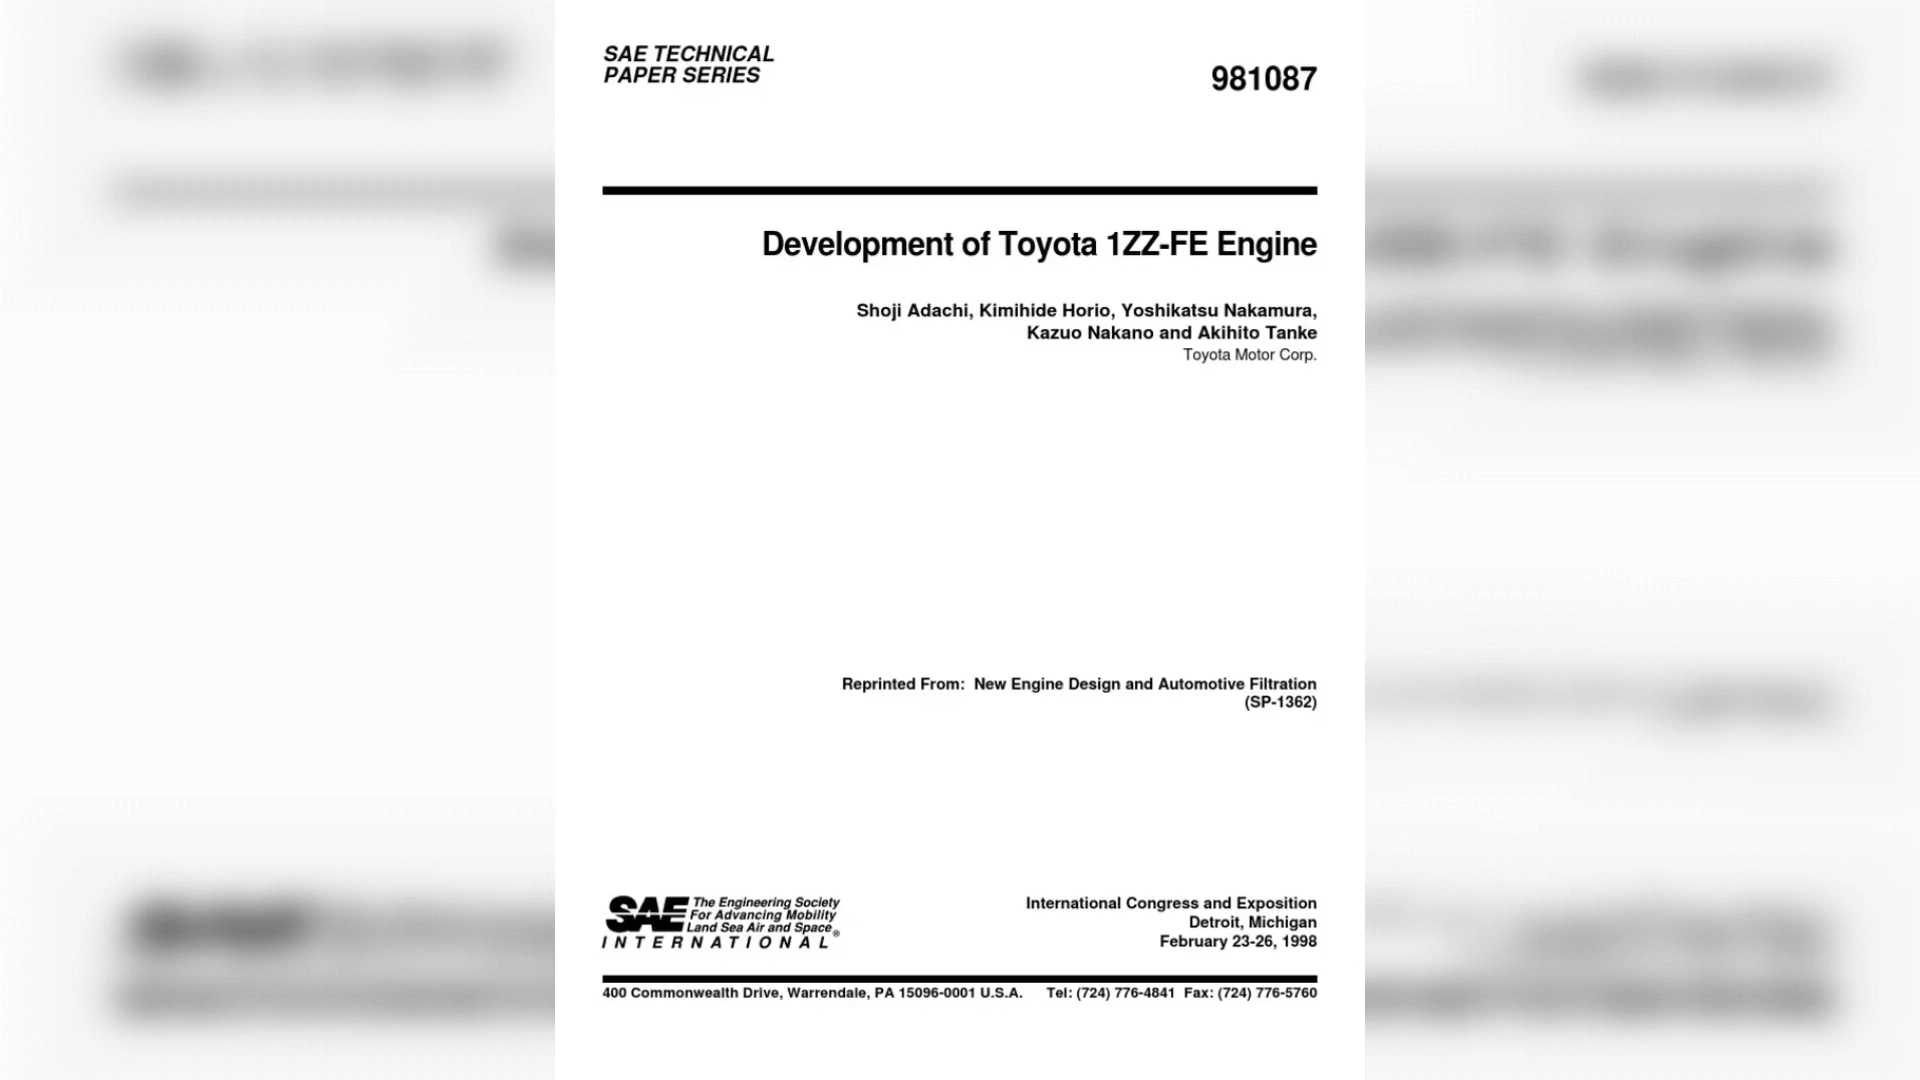 SAE TECHNICAL
PAPER SERIES
981087
Development of Toyota 1ZZ-FE Engine
Shoji Adachi, Kimihide Horio, Yoshikatsu Nakamura,
Kazuo Nakano and Akihito Tanke
Toyota Motor Corp.
Reprinted From: New Engine Design and Automotive Filtration
(SP-1362)
SAE The Engineering Society
For Advancing Mobility
Land Sea Air and Space®
INTERNATIONAL
International Congress and Exposition
Detroit, Michigan
February 23-26, 1998
400 Commonwealth Drive, Warrendale, PA 15096-0001 U.S.A. Tel: (724) 776-4841 Fax: (724) 776-5760